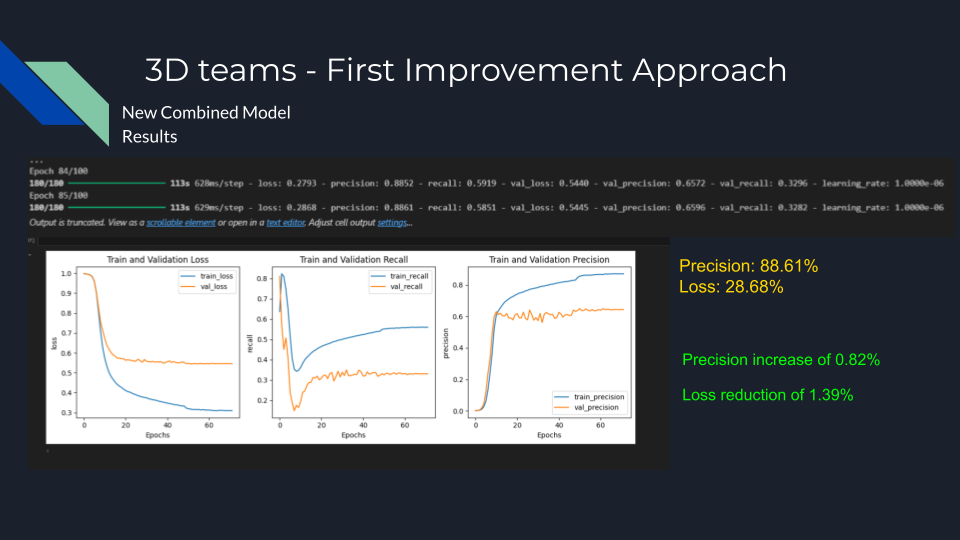 3D teams - First Improvement Approach
New Combined Model
Results
...
Epoch 84/100
180/180 113s 628ms/step - loss: 0.2793 - precision: 0.8852 - recall: 0.5919 - val_loss: 0.5440 - val_precision: 0.6572 - val_recall: 0.3296 - learning_rate: 1.0000e-06
Epoch 85/100
180/180 113s 629ms/step - loss: 0.2868 - precision: 0.8861 - recall: 0.5851 - val_loss: 0.5445 - val_precision: 0.6596 - val_recall: 0.3282 - learning_rate: 1.0000e-06
Output is truncated. View as a scrollable element or open in a text editor. Adjust cell output settings...
Train and Validation Loss
train_loss
val_loss
1.0
0.9
0.8
0.7
0.6
0.5
0.4
0.3
loss
0 20 40 60
Epochs
Train and Validation Recall
train_recall
val_recall
0.8
0.7
0.6
0.5
0.4
0.3
0.2
recall
0 20 40 60
Epochs
Train and Validation Precision
0.8
0.6
0.4
0.2
0.0
precision
train_precision
val_precision
0 10 20 30 40 50 60 70
Epochs
Precision: 88.61%
Loss: 28.68%
Precision increase of 0.82%
Loss reduction of 1.39%